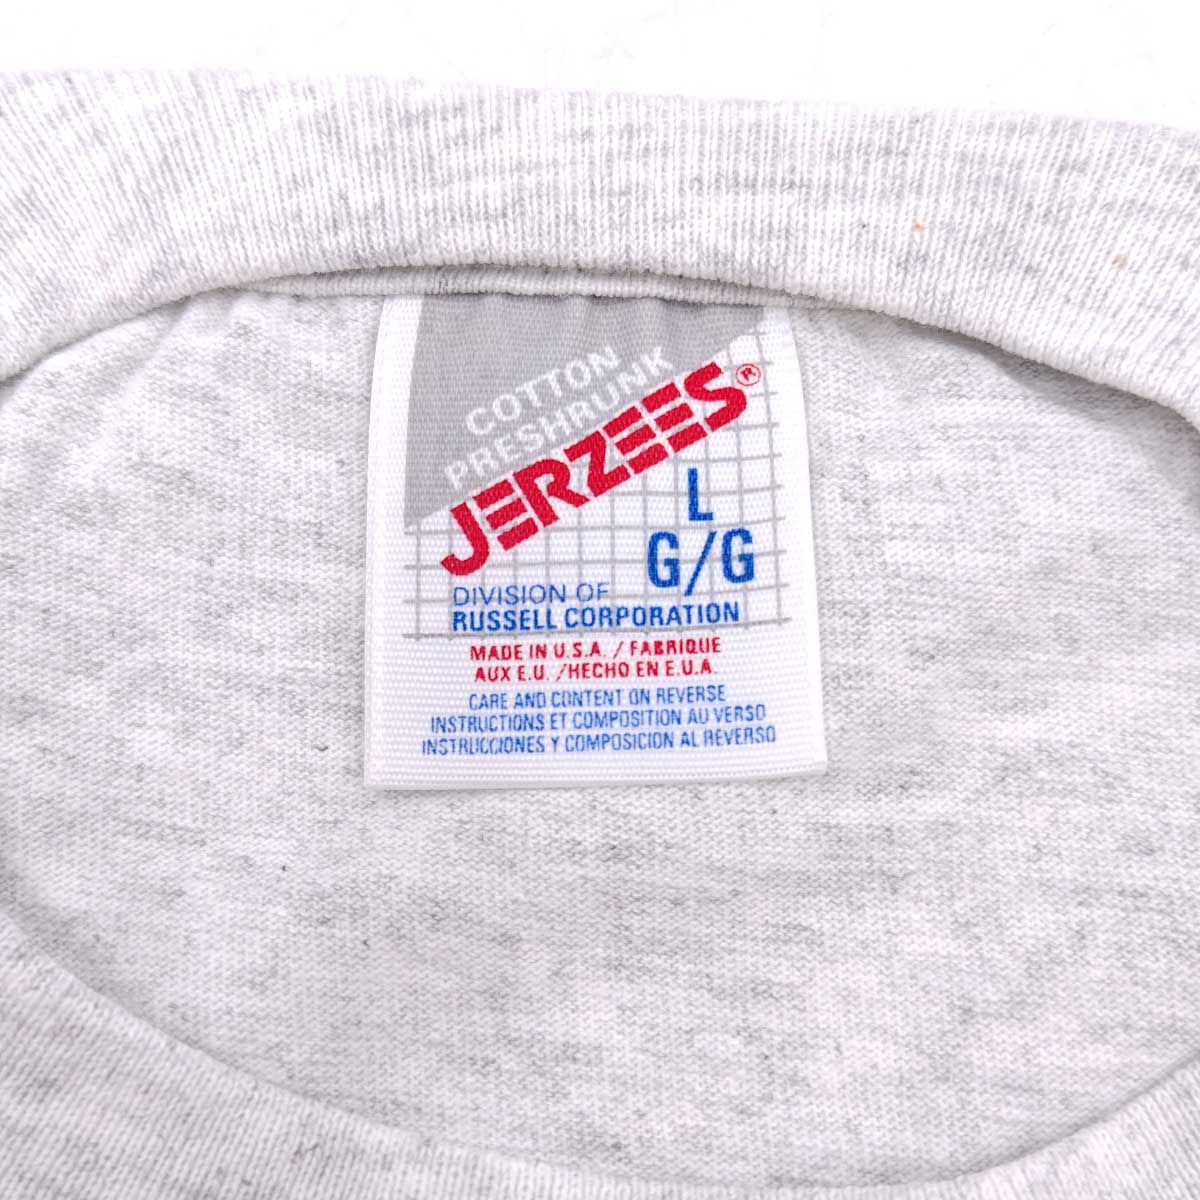 COTTON
PRESHRUNK
JERZEES®
L
G/G
DIVISION OF
RUSSELL CORPORATION
MADE IN U.S.A. / FABRIQUE
AUX E.U. /HECHO EN E.U.A.
CARE AND CONTENT ON REVERSE
INSTRUCTIONS ET COMPOSITION AU VERSO
INSTRUCCIONES Y COMPOSICION AL REVERSO